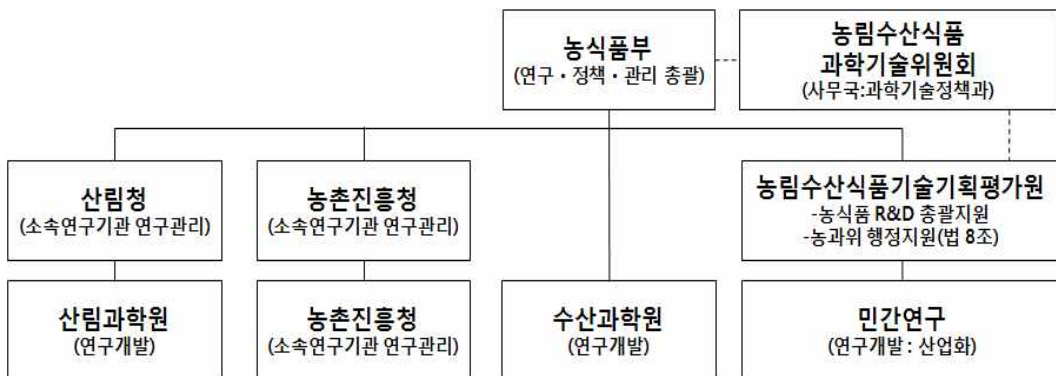 농식품부
(연구・정책・관리 총괄)
농림수산식품
과학기술위원회
(사무국:과학기술정책과)
산림청
(소속연구기관 연구관리)
농촌진흥청
(소속연구기관 연구관리)
농림수산식품기술기획평가원
-농식품 R&D 총괄지원
-농과위 행정지원(법 8조)
산림과학원
(연구개발)
농촌진흥청
(소속연구기관 연구관리)
수산과학원
(연구개발)
민간연구
(연구개발 : 산업화)